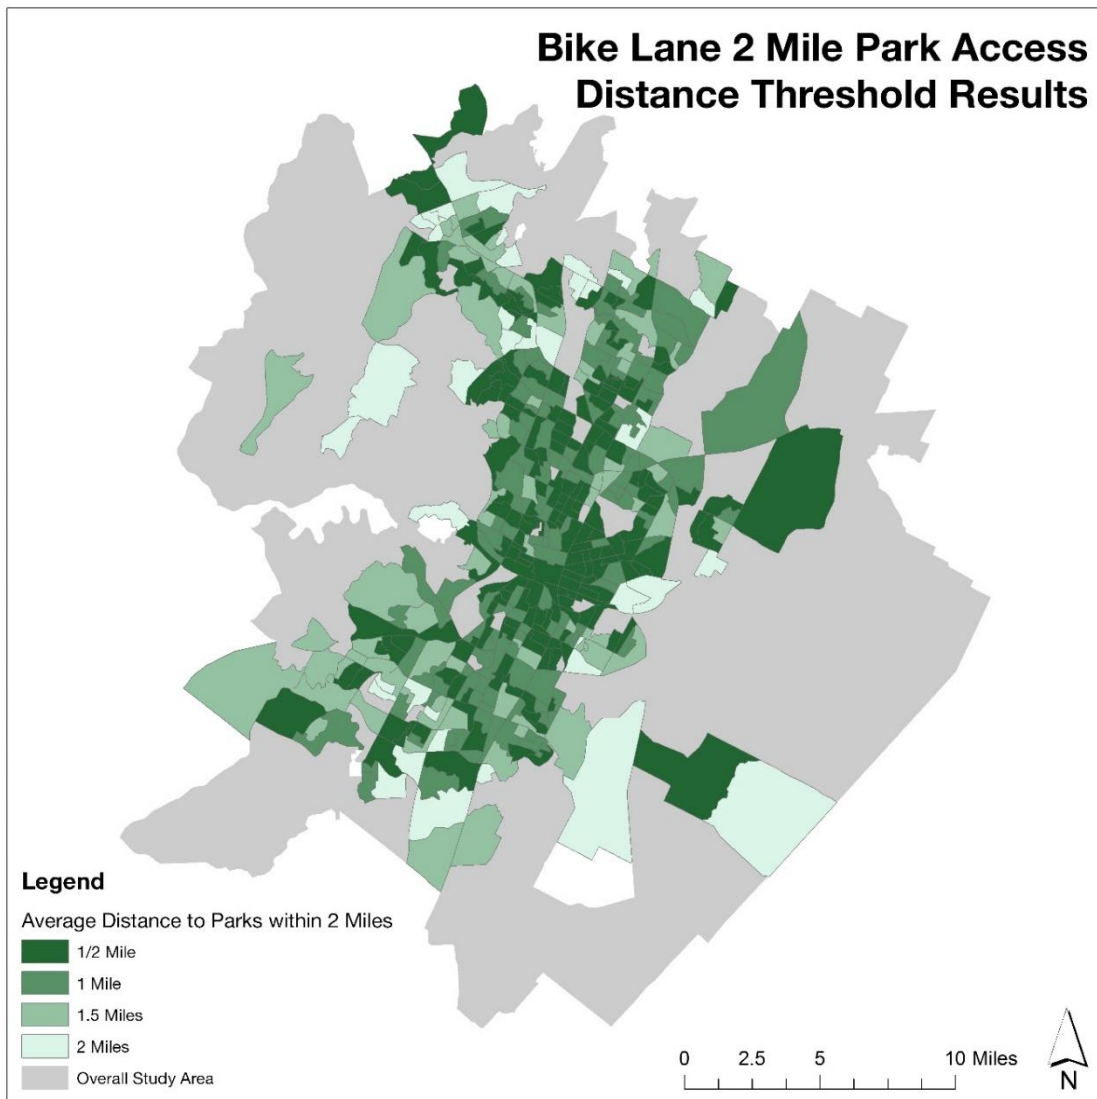 Bike Lane 2 Mile Park Access
Distance Threshold Results
Legend
Average Distance to Parks within 2 Miles
1/2 Mile
1 Mile
1.5 Miles
2 Miles
Overall Study Area
0 2.5 5 10 Miles
N